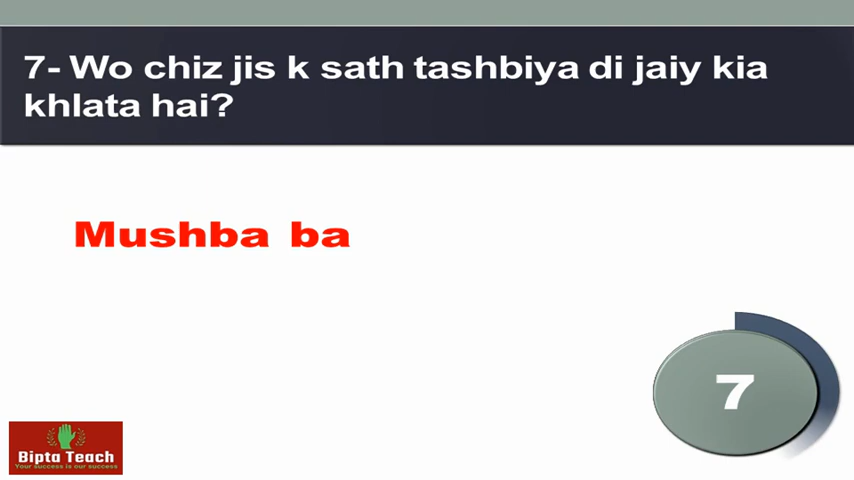 7- Wo chiz jis k sath tashbiya di jaiy kia
khlata hai?
Mushba ba
7
Bipta Teach
Your success is our success